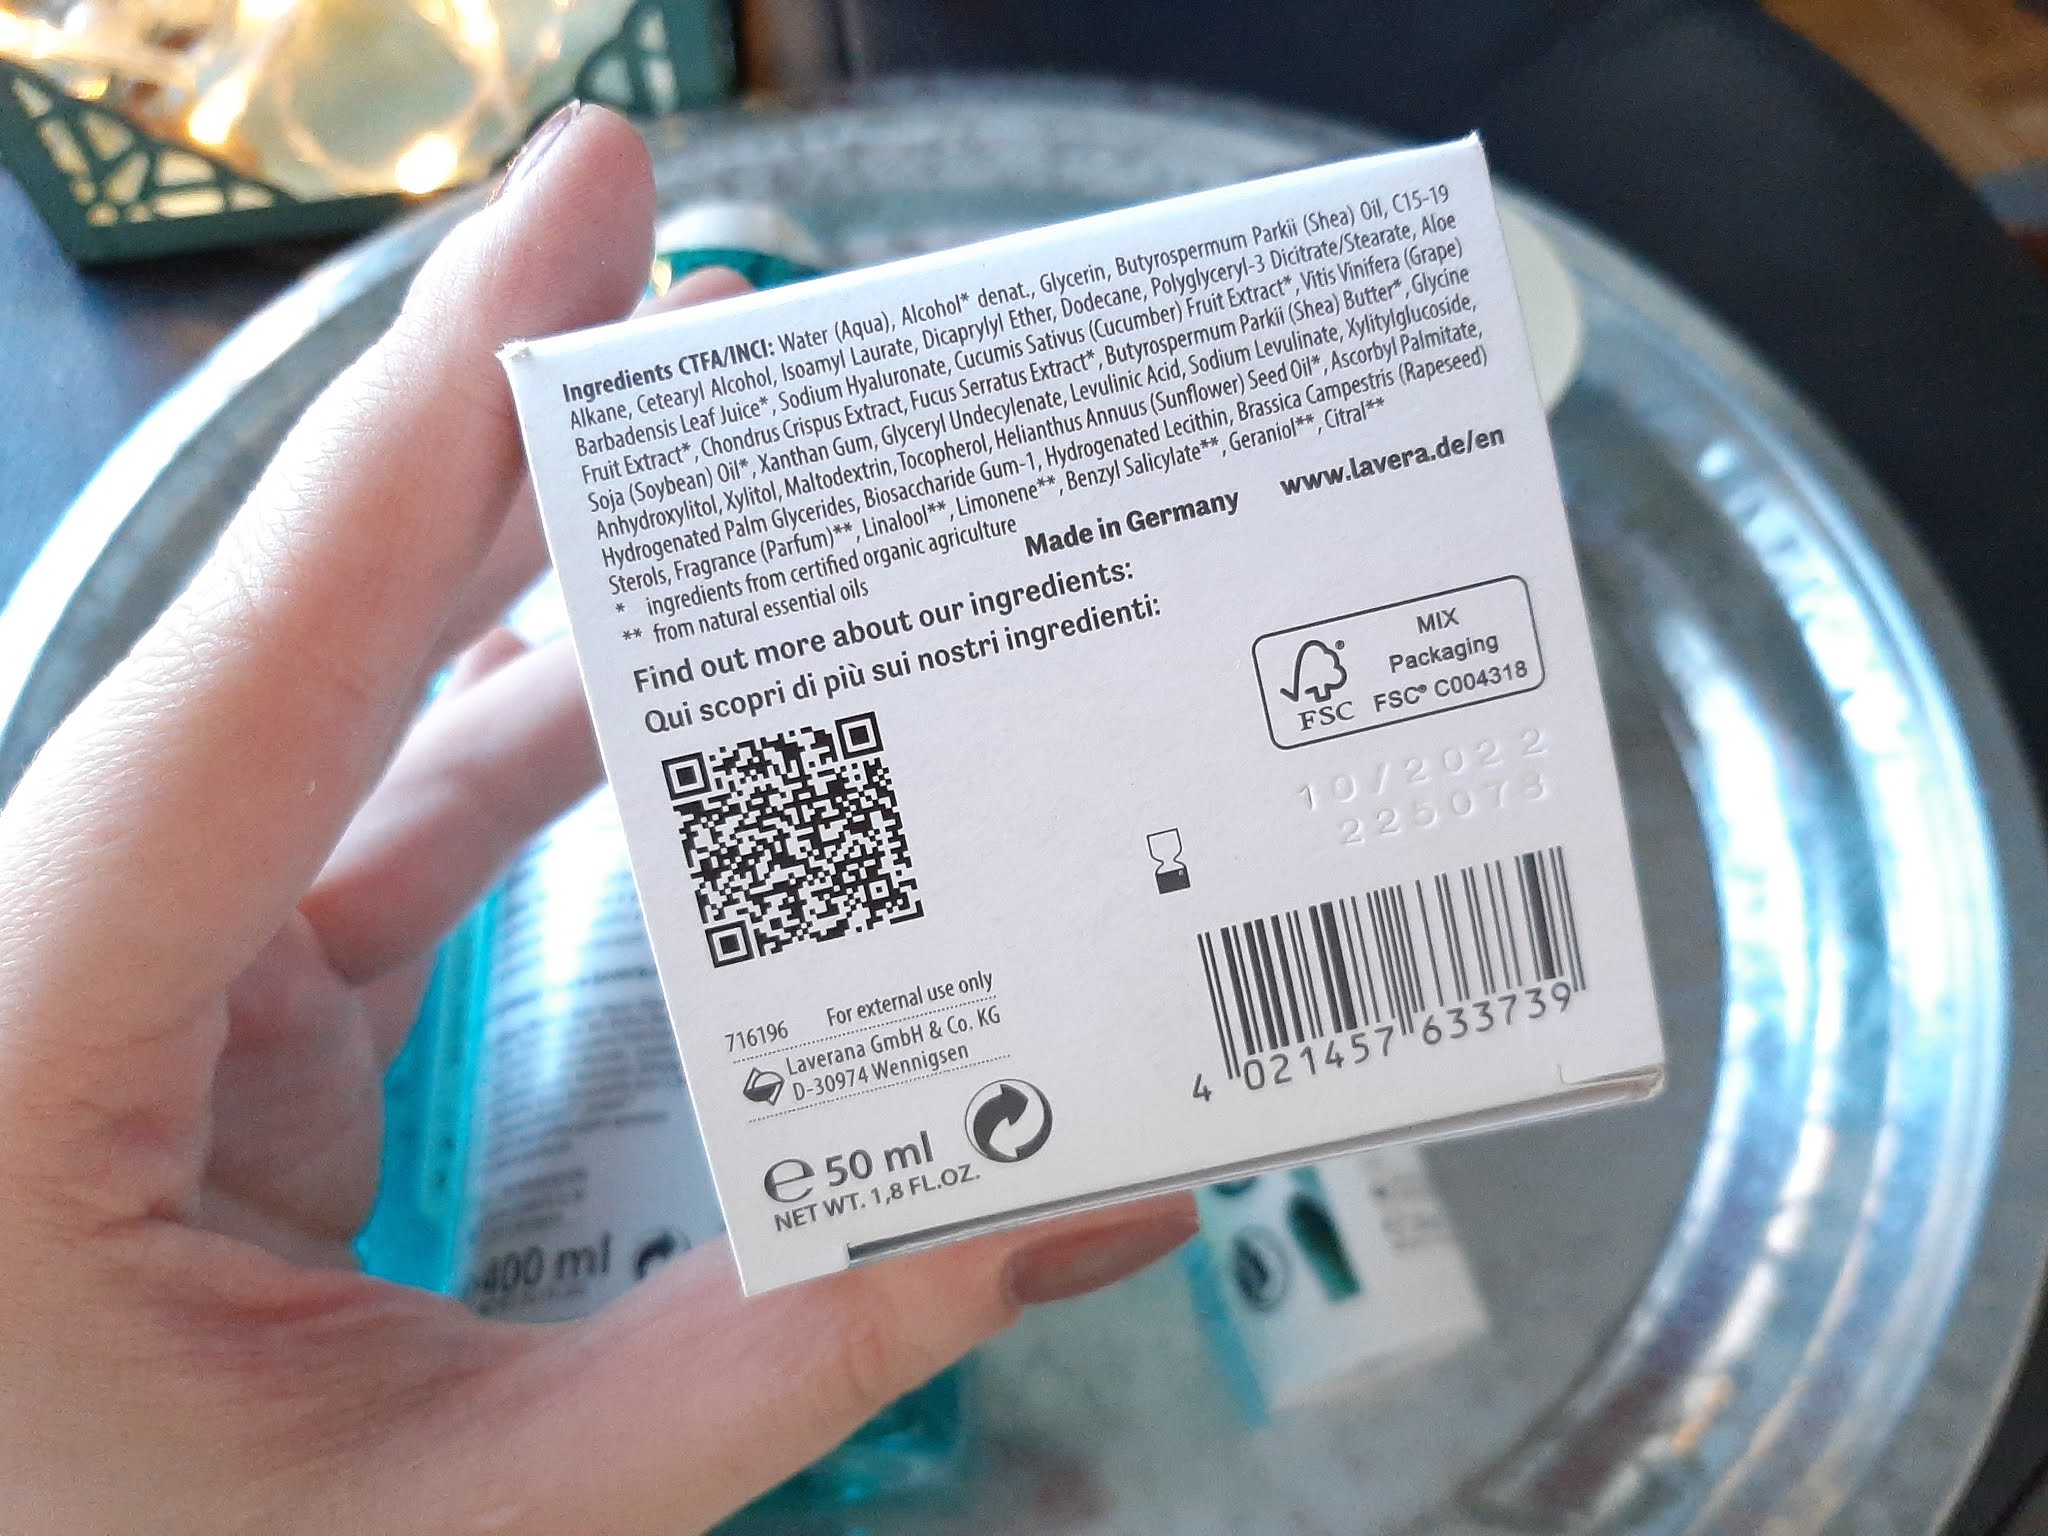 Ingredients CTFA/INCI: Water (Aqua), Alcohol* denat., Glycerin, Butyrospermum Parkii (Shea) Oil, C15-19
Alkane, Cetearyl Alcohol, Isoamyl Laurate, Dicaprylyl Ether, Dodecane, Polyglyceryl-3 Dicitrate/Stearate, Aloe
Barbadensis Leaf Juice*, Sodium Hyaluronate, Cucumis Sativus (Cucumber) Fruit Extract*, Vitis Vinifera (Grape)
Fruit Extract*, Chondrus Crispus Extract, Fucus Serratus Extract*, Butyrospermum Parkii (Shea) Butter*, Glycine
Soja (Soybean) Oil*, Xanthan Gum, Glyceryl Undecylenate, Levulinic Acid, Sodium Levulinate, Xylitylglucoside,
Anhydroxylitol, Xylitol, Maltodextrin, Tocopherol, Helianthus Annuus (Sunflower) Seed Oil*, Ascorbyl Palmitate,
Hydrogenated Palm Glycerides, Biosaccharide Gum-1, Hydrogenated Lecithin, Brassica Campestris (Rapeseed)
Sterols, Fragrance (Parfum)**, Linalool**, Limonene**, Benzyl Salicylate**, Geraniol**, Citral**
* ingredients from certified organic agriculture
** from natural essential oils
Made in Germany www.lavera.de/en
Find out more about our ingredients:
Qui scopri di più sui nostri ingredienti:
MIX
Packaging
FSC® C004318
FSC
10/2022
225078
716196 For external use only
Laverana GmbH & Co. KG
D-30974 Wennigsen
e 50 ml
NET WT. 1,8 FL.OZ.
4 021457 633739
400 ml